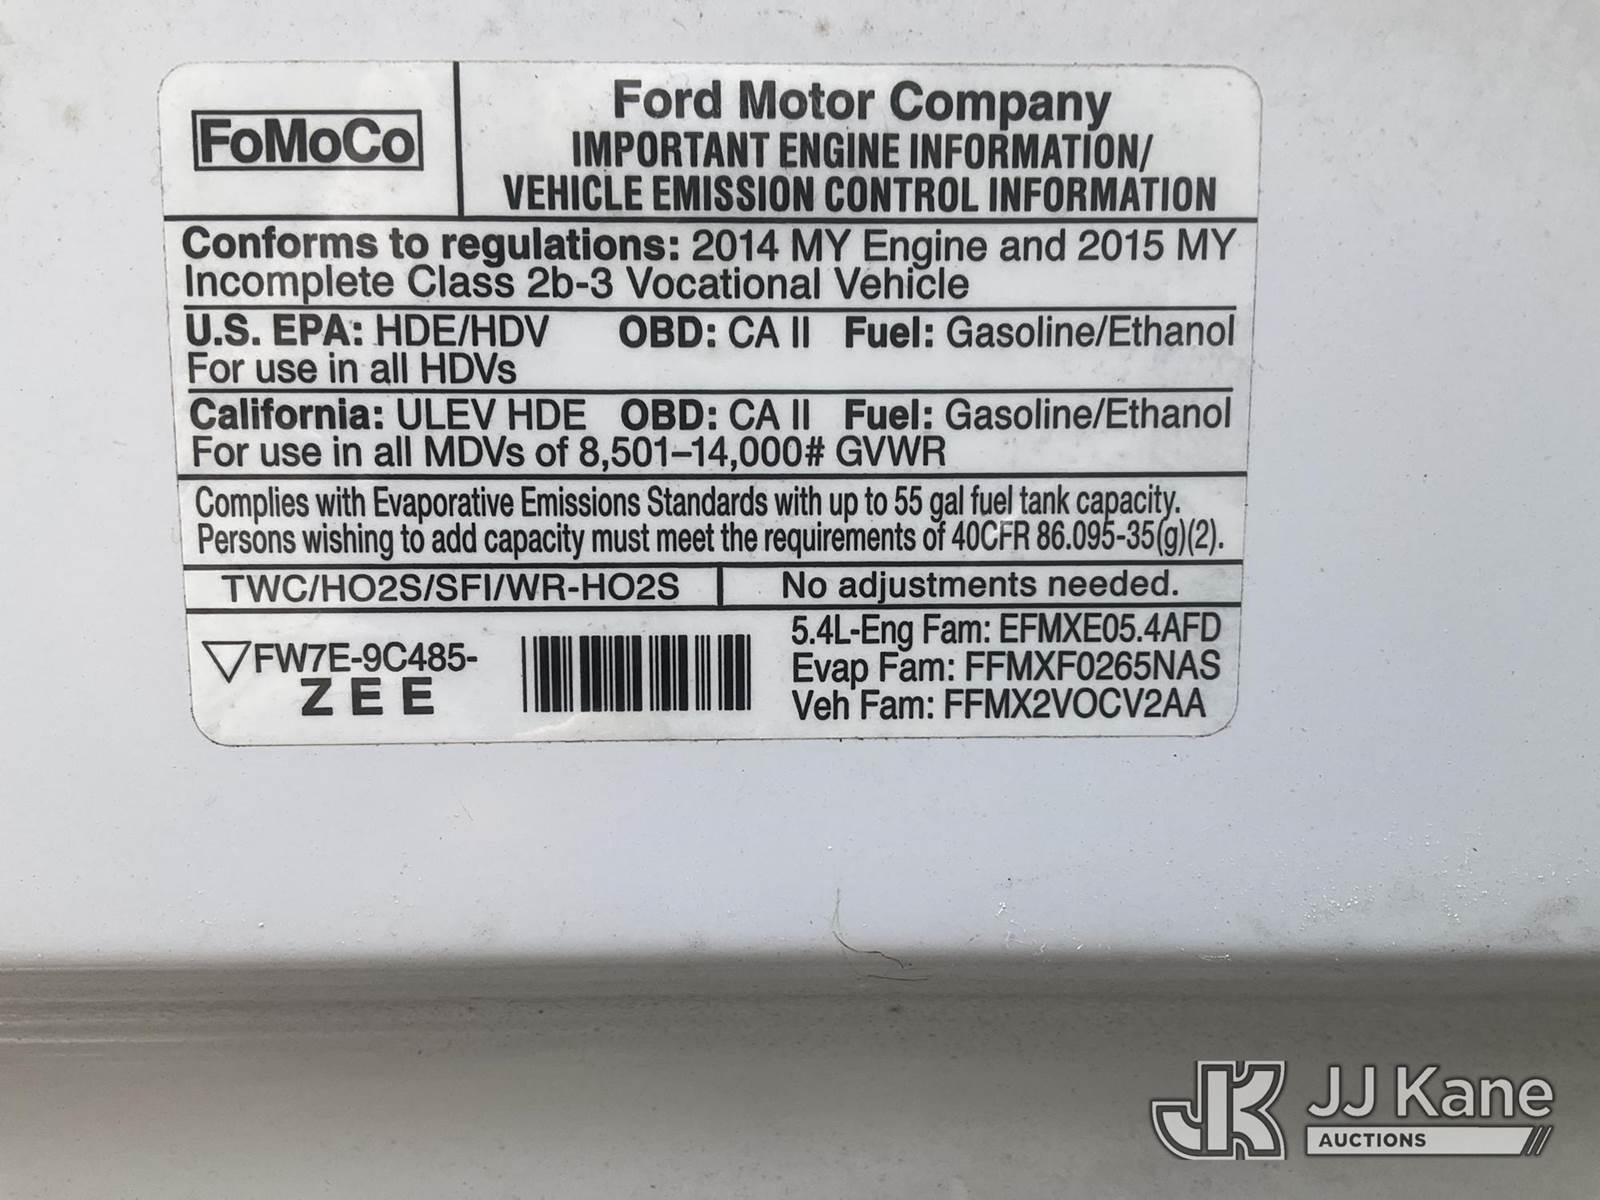 FoMoCo
Ford Motor Company
IMPORTANT ENGINE INFORMATION/
VEHICLE EMISSION CONTROL INFORMATION
Conforms to regulations: 2014 MY Engine and 2015 MY
Incomplete Class 2b-3 Vocational Vehicle
U.S. EPA: HDE/HDV OBD: CA II Fuel: Gasoline/Ethanol
For use in all HDVs
California: ULEV HDE OBD: CA II Fuel: Gasoline/Ethanol
For use in all MDVs of 8,501–14,000# GVWR
Complies with Evaporative Emissions Standards with up to 55 gal fuel tank capacity.
Persons wishing to add capacity must meet the requirements of 40CFR 86.095-35(g)(2).
TWC/HO2S/SFI/WR-HO2S No adjustments needed.
FW7E-9C485-
ZEE
5.4L-Eng Fam: EFMXE05.4AFD
Evap Fam: FFMXF0265NAS
Veh Fam: FFMX2VOCV2AA
JK JJ Kane
AUCTIONS